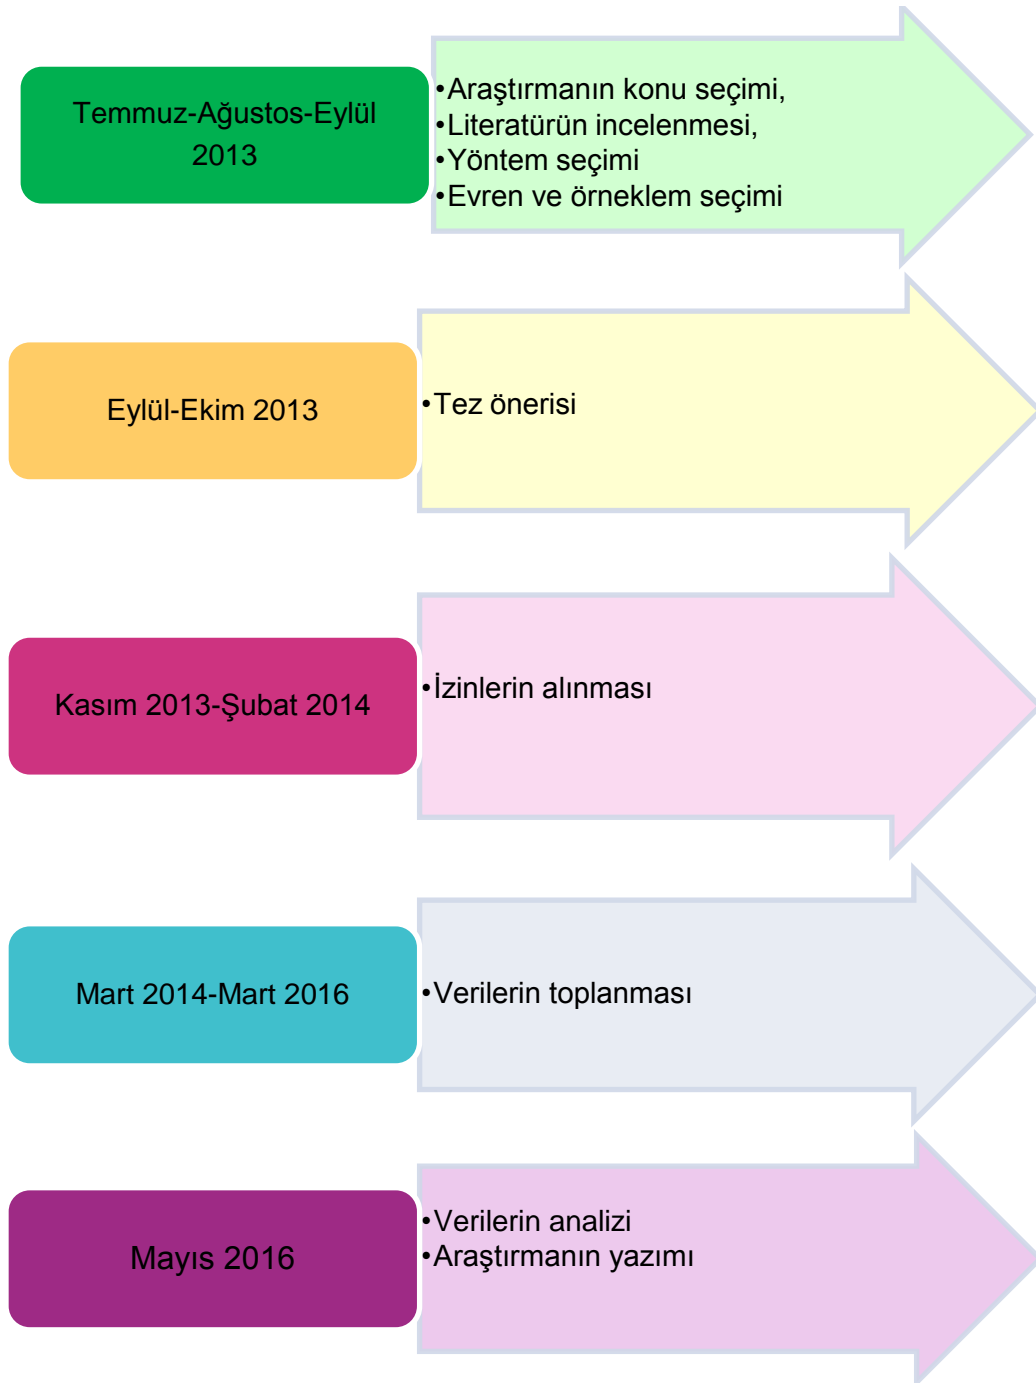 Temmuz-Ağustos-Eylül
2013
•Araştırmanın konu seçimi,
•Literatürün incelenmesi,
•Yöntem seçimi
•Evren ve örneklem seçimi
Eylül-Ekim 2013
•Tez önerisi
Kasım 2013-Şubat 2014
•İzinlerin alınması
Mart 2014-Mart 2016
•Verilerin toplanması
Mayıs 2016
•Verilerin analizi
•Araştırmanın yazımı